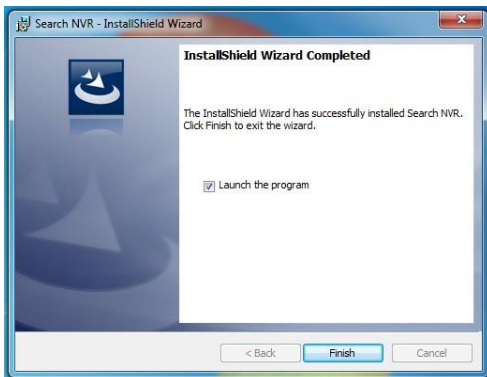 Search NVR - InstallShield Wizard
InstallShield Wizard Completed
The InstallShield Wizard has successfully installed Search NVR.
Click Finish to exit the wizard.
Launch the program
< Back
Finish
Cancel